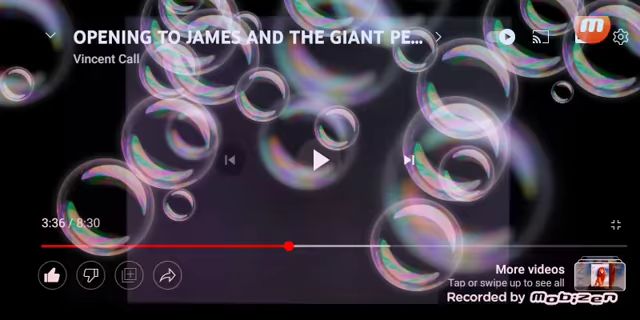 OPENING TO JAMES AND THE GIANT PE...
Vincent Call
3:36 / 8:30
More videos
Tap or swipe up to see all
Recorded by Mobizen